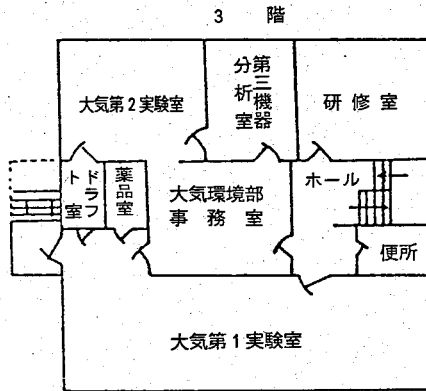 3 階
大気第2実験室
第三機器
分析室
研修室
ドラフ
ト室
薬品室
大気環境部
事務室
ホール
便所
大気第1実験室